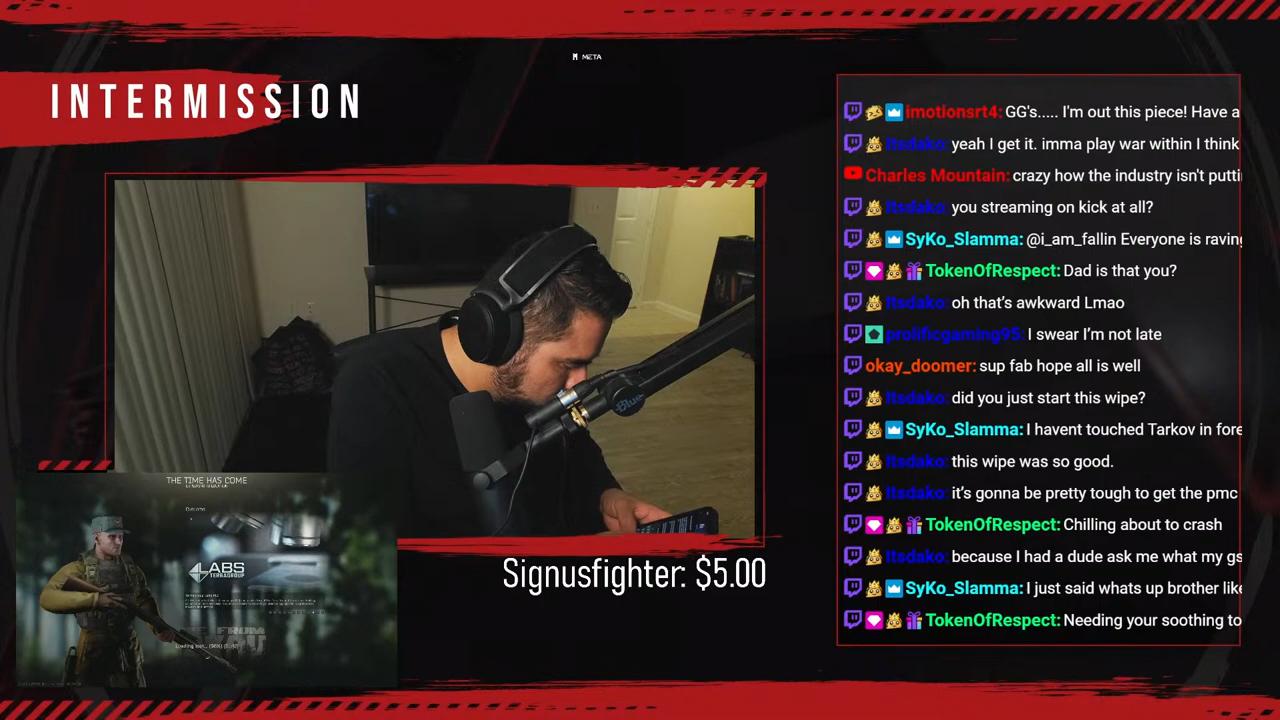 META
INTERMISSION
imotionsrt4: GG's..... I'm out this piece! Have a
Itsdako: yeah I get it. imma play war within I think
Charles Mountain: crazy how the industry isn't putti
Itsdako: you streaming on kick at all?
SyKo_Slamma: @i_am_fallin Everyone is raving
TokenOfRespect: Dad is that you?
Itsdako: oh that's awkward Lmao
prolificgaming95: I swear I'm not late
okay_doomer: sup fab hope all is well
Itsdako: did you just start this wipe?
SyKo_Slamma: I havent touched Tarkov in fore
Itsdako: this wipe was so good.
Itsdako: it's gonna be pretty tough to get the pmc
TokenOfRespect: Chilling about to crash
Itsdako: because I had a dude ask me what my gs
SyKo_Slamma: I just said whats up brother like
TokenOfRespect: Needing your soothing to
Blue
THE TIME HAS COME
ABS
TERRAGROUP
Signusfighter: $5.00